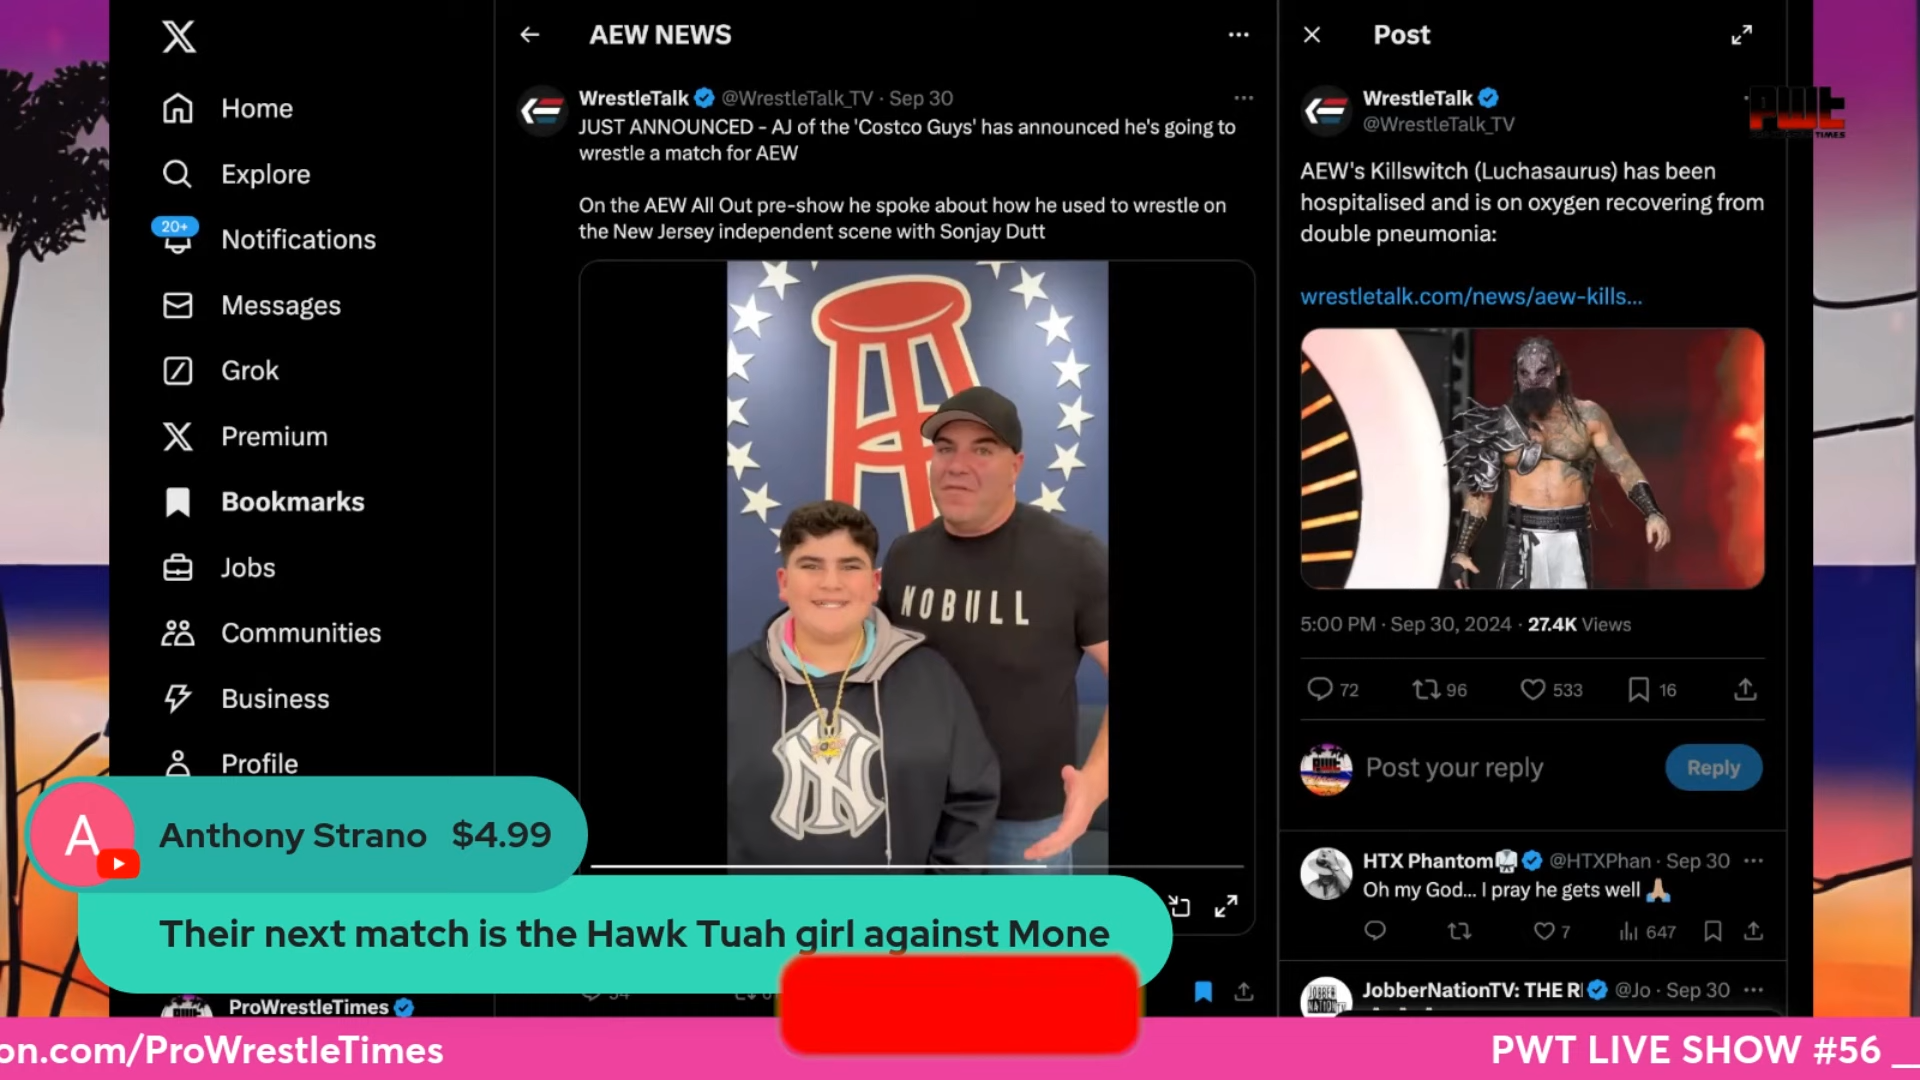 Home
Explore
20+
Notifications
Messages
Grok
Premium
Bookmarks
Jobs
Communities
Business
Profile
ProWrestleTimes
AEW NEWS
WrestleTalk @WrestleTalk_TV · Sep 30
JUST ANNOUNCED - AJ of the 'Costco Guys' has announced he's going to
wrestle a match for AEW
On the AEW All Out pre-show he spoke about how he used to wrestle on
the New Jersey independent scene with Sonjay Dutt
NOBULL
NY
Post
PWT
TIMES
WrestleTalk
@WrestleTalk_TV
AEW's Killswitch (Luchasaurus) has been
hospitalised and is on oxygen recovering from
double pneumonia:
wrestletalk.com/news/aew-kills...
5:00 PM · Sep 30, 2024 · 27.4K Views
72 96 533 16
Post your reply
Reply
HTX Phantom @HTXPhan · Sep 30
Oh my God... I pray he gets well
7 647
JobberNationTV: THE R @Jo · Sep 30
A
Anthony Strano $4.99
Their next match is the Hawk Tuah girl against Mone
on.com/ProWrestleTimes
PWT LIVE SHOW #56 _